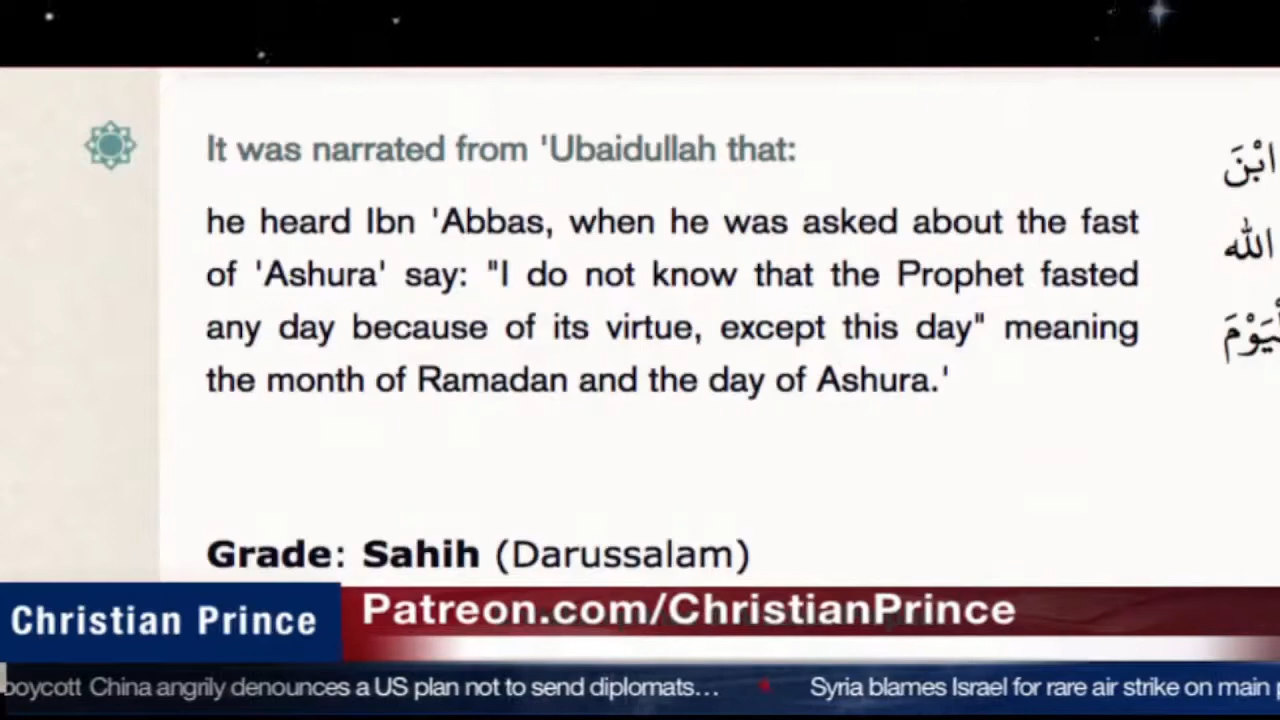 It was narrated from 'Ubaidullah that:
he heard Ibn 'Abbas, when he was asked about the fast
of 'Ashura' say: "I do not know that the Prophet fasted
any day because of its virtue, except this day" meaning
the month of Ramadan and the day of Ashura.'
ابْنَ
الله
Grade: Sahih (Darussalam)
Christian Prince
Patreon.com/ChristianPrince
boycott China angrily denounces a US plan not to send diplomats... Syria blames Israel for rare air strike on main